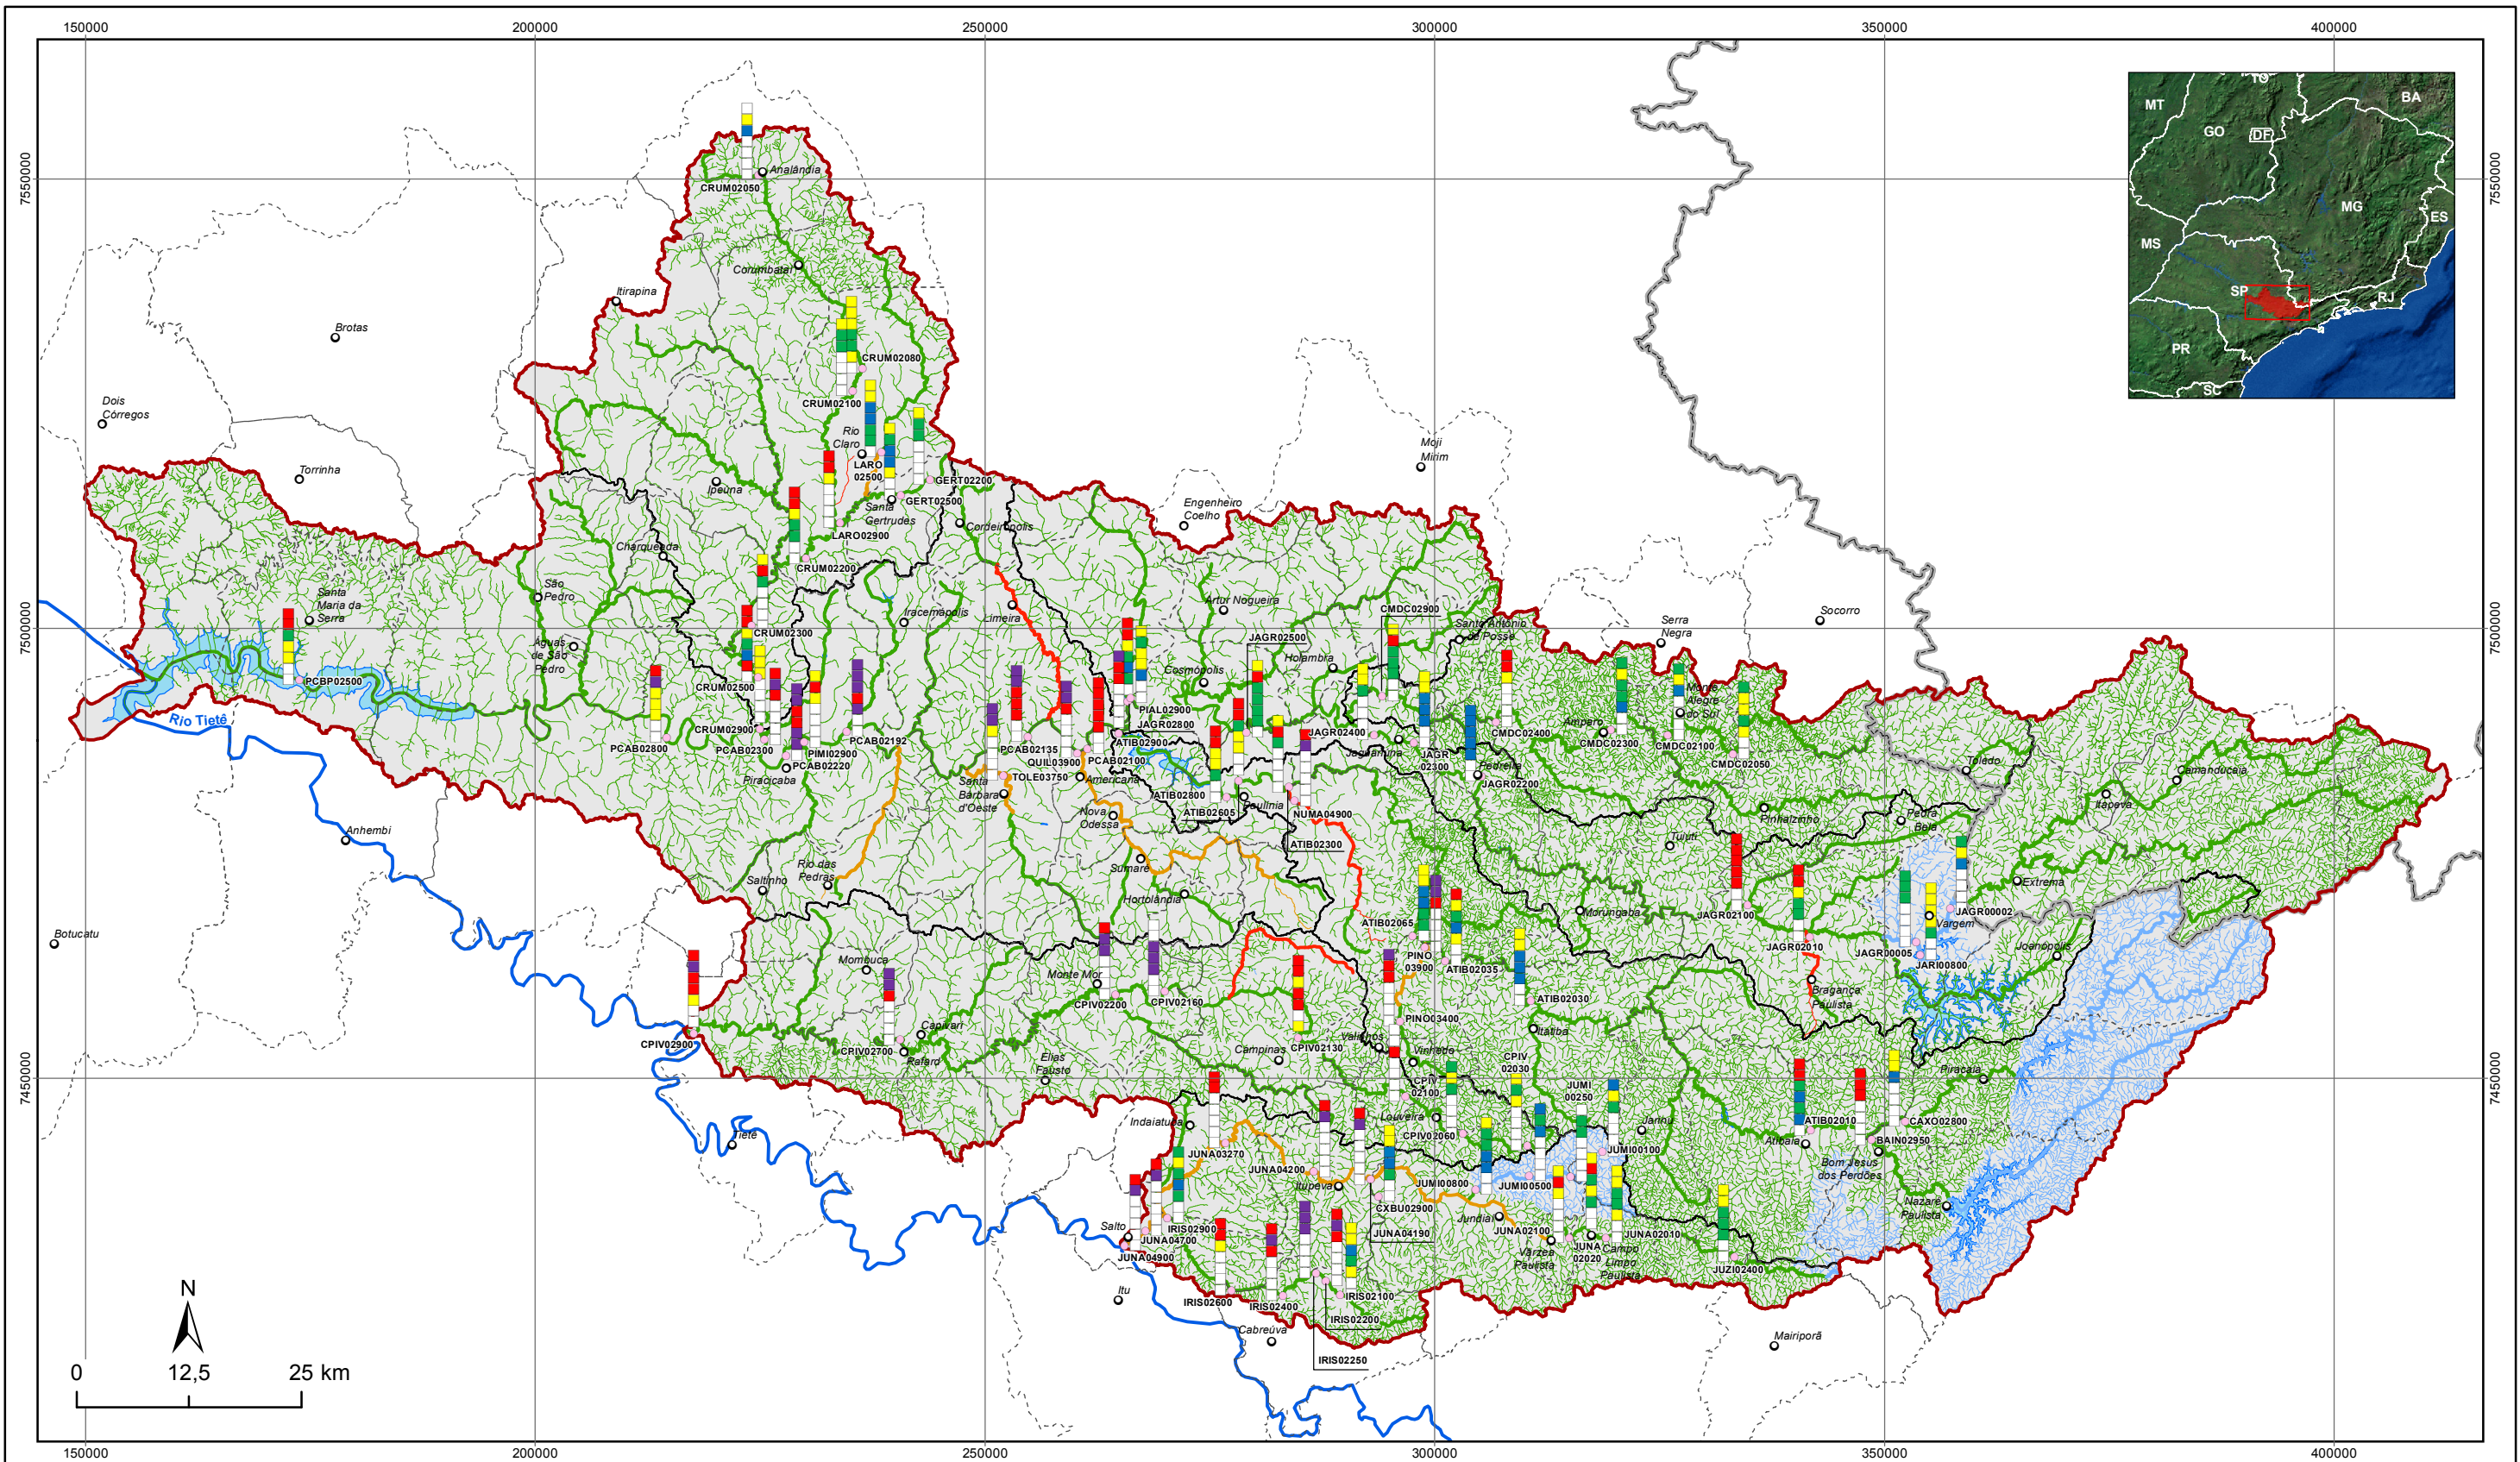 150000
200000
250000
300000
350000
400000
7550000
7550000
7500000
7500000
7450000
7450000
TO
MT
BA
GO
DF
MG
ES
MS
SP
RJ
PR
SC
CRUM02050
Analândia
Corumbataí
Itirapina
Brotas
CRUM02080
CRUM02100
Dois
Córregos
Rio
Claro
LARO
02500
Moji
Mirim
Torrinha
Ipeúna
GERT02200
GERT02500
Santa
Gertrudes
Cordeirópolis
Engenheiro
Coelho
LARO02900
Charqueada
CRUM02200
São
Pedro
Santa
Maria da
Serra
Iracemápolis
Limeira
Artur Nogueira
CMDC02900
Socorro
Serra
Negra
Santo Antônio
de Posse
CRUM02300
JAGR02500
Águas
de São
Pedro
Holambra
Cosmópolis
PCBP02500
CRUM02500
Rio Tietê
Monte
Alegre
do Sul
PIAL02900
JAGR02800
CRUM02900
PCAB02192
ATIB02900
JAGR02400
Jaguariúna
JAGR
02300
CMDC02400
Amparo
CMDC02300
CMDC02100
CMDC02050
PCAB02800
PCAB02300
PIMI02900
PCAB02220
PCAB02135
QUIL03900
PCAB02100
Piracicaba
TOLE03750
Americana
Santa
Bárbara
d'Oeste
Pedreira
JAGR02200
Toledo
Camanducaia
ATIB02800
Paulínia
ATIB02605
Nova
Odessa
NUMA04900
ATIB02300
Pinhalzinho
Pedra
Bela
Itapeva
Anhembi
Tuiuti
Sumaré
Rio das
Pedras
Saltinho
Hortolândia
Extrema
JAGR02100
Morungaba
JAGR00002
Vargem
ATIB02065
Botucatu
JAGR02010
JAGR00005
JARI00800
Joanópolis
PINO
03900
ATIB02035
Mombuca
Monte Mor
CPIV02200
CPIV02160
ATIB02030
Bragança
Paulista
PINO03400
Itatiba
Capivari
CPIV02900
CPIV02700
Rafard
Valinhos
CPIV02130
Campinas
Vinhedo
Elias
Fausto
CPIV
02030
Piracaia
CPIV
02100
JUMI
00250
Louveira
Indaiatuba
CPIV02060
Jarinu
ATIB02010
CAXO02800
Atibaia
BAIN02950
Tietê
JUNA03270
JUMI00100
Bom Jesus
dos Perdões
JUNA04200
Itupeva
JUMI00800
JUMI00500
CXBU02900
Nazaré
Paulista
Salto
IRIS02900
JUNA04700
JUNA04900
JUNA04190
Jundiaí
JUNA02100
Várzea
Paulista
JUNA
02020
JUNA02010
Campo
Limpo
Paulista
JUZI02400
Itu
IRIS02600
IRIS02400
IRIS02100
IRIS02200
Cabreúva
IRIS02250
Mairiporã
N
0
12,5
25 km
150000
200000
250000
300000
350000
400000